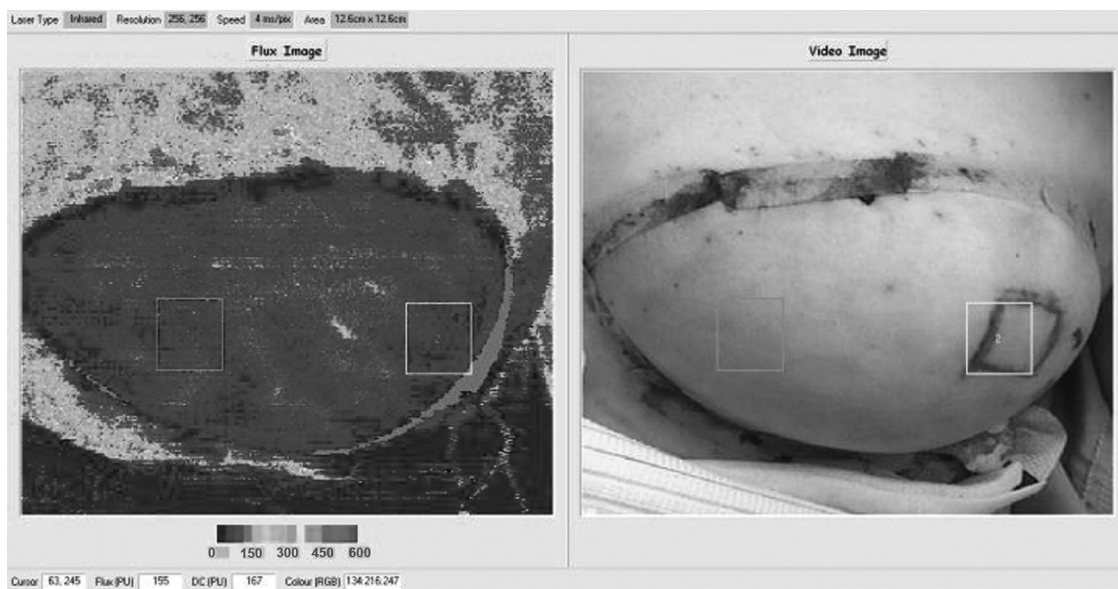 Laser Type Infrared Resolution 256, 256 Speed 4 ms/pix Area 12.6cm x 12.6cm
Flux Image Video Image
2
0 150 300 450 600
Cursor 63, 245 Flux (PU) 155 DC (PU) 167 Colour (RGB) 134:216:247